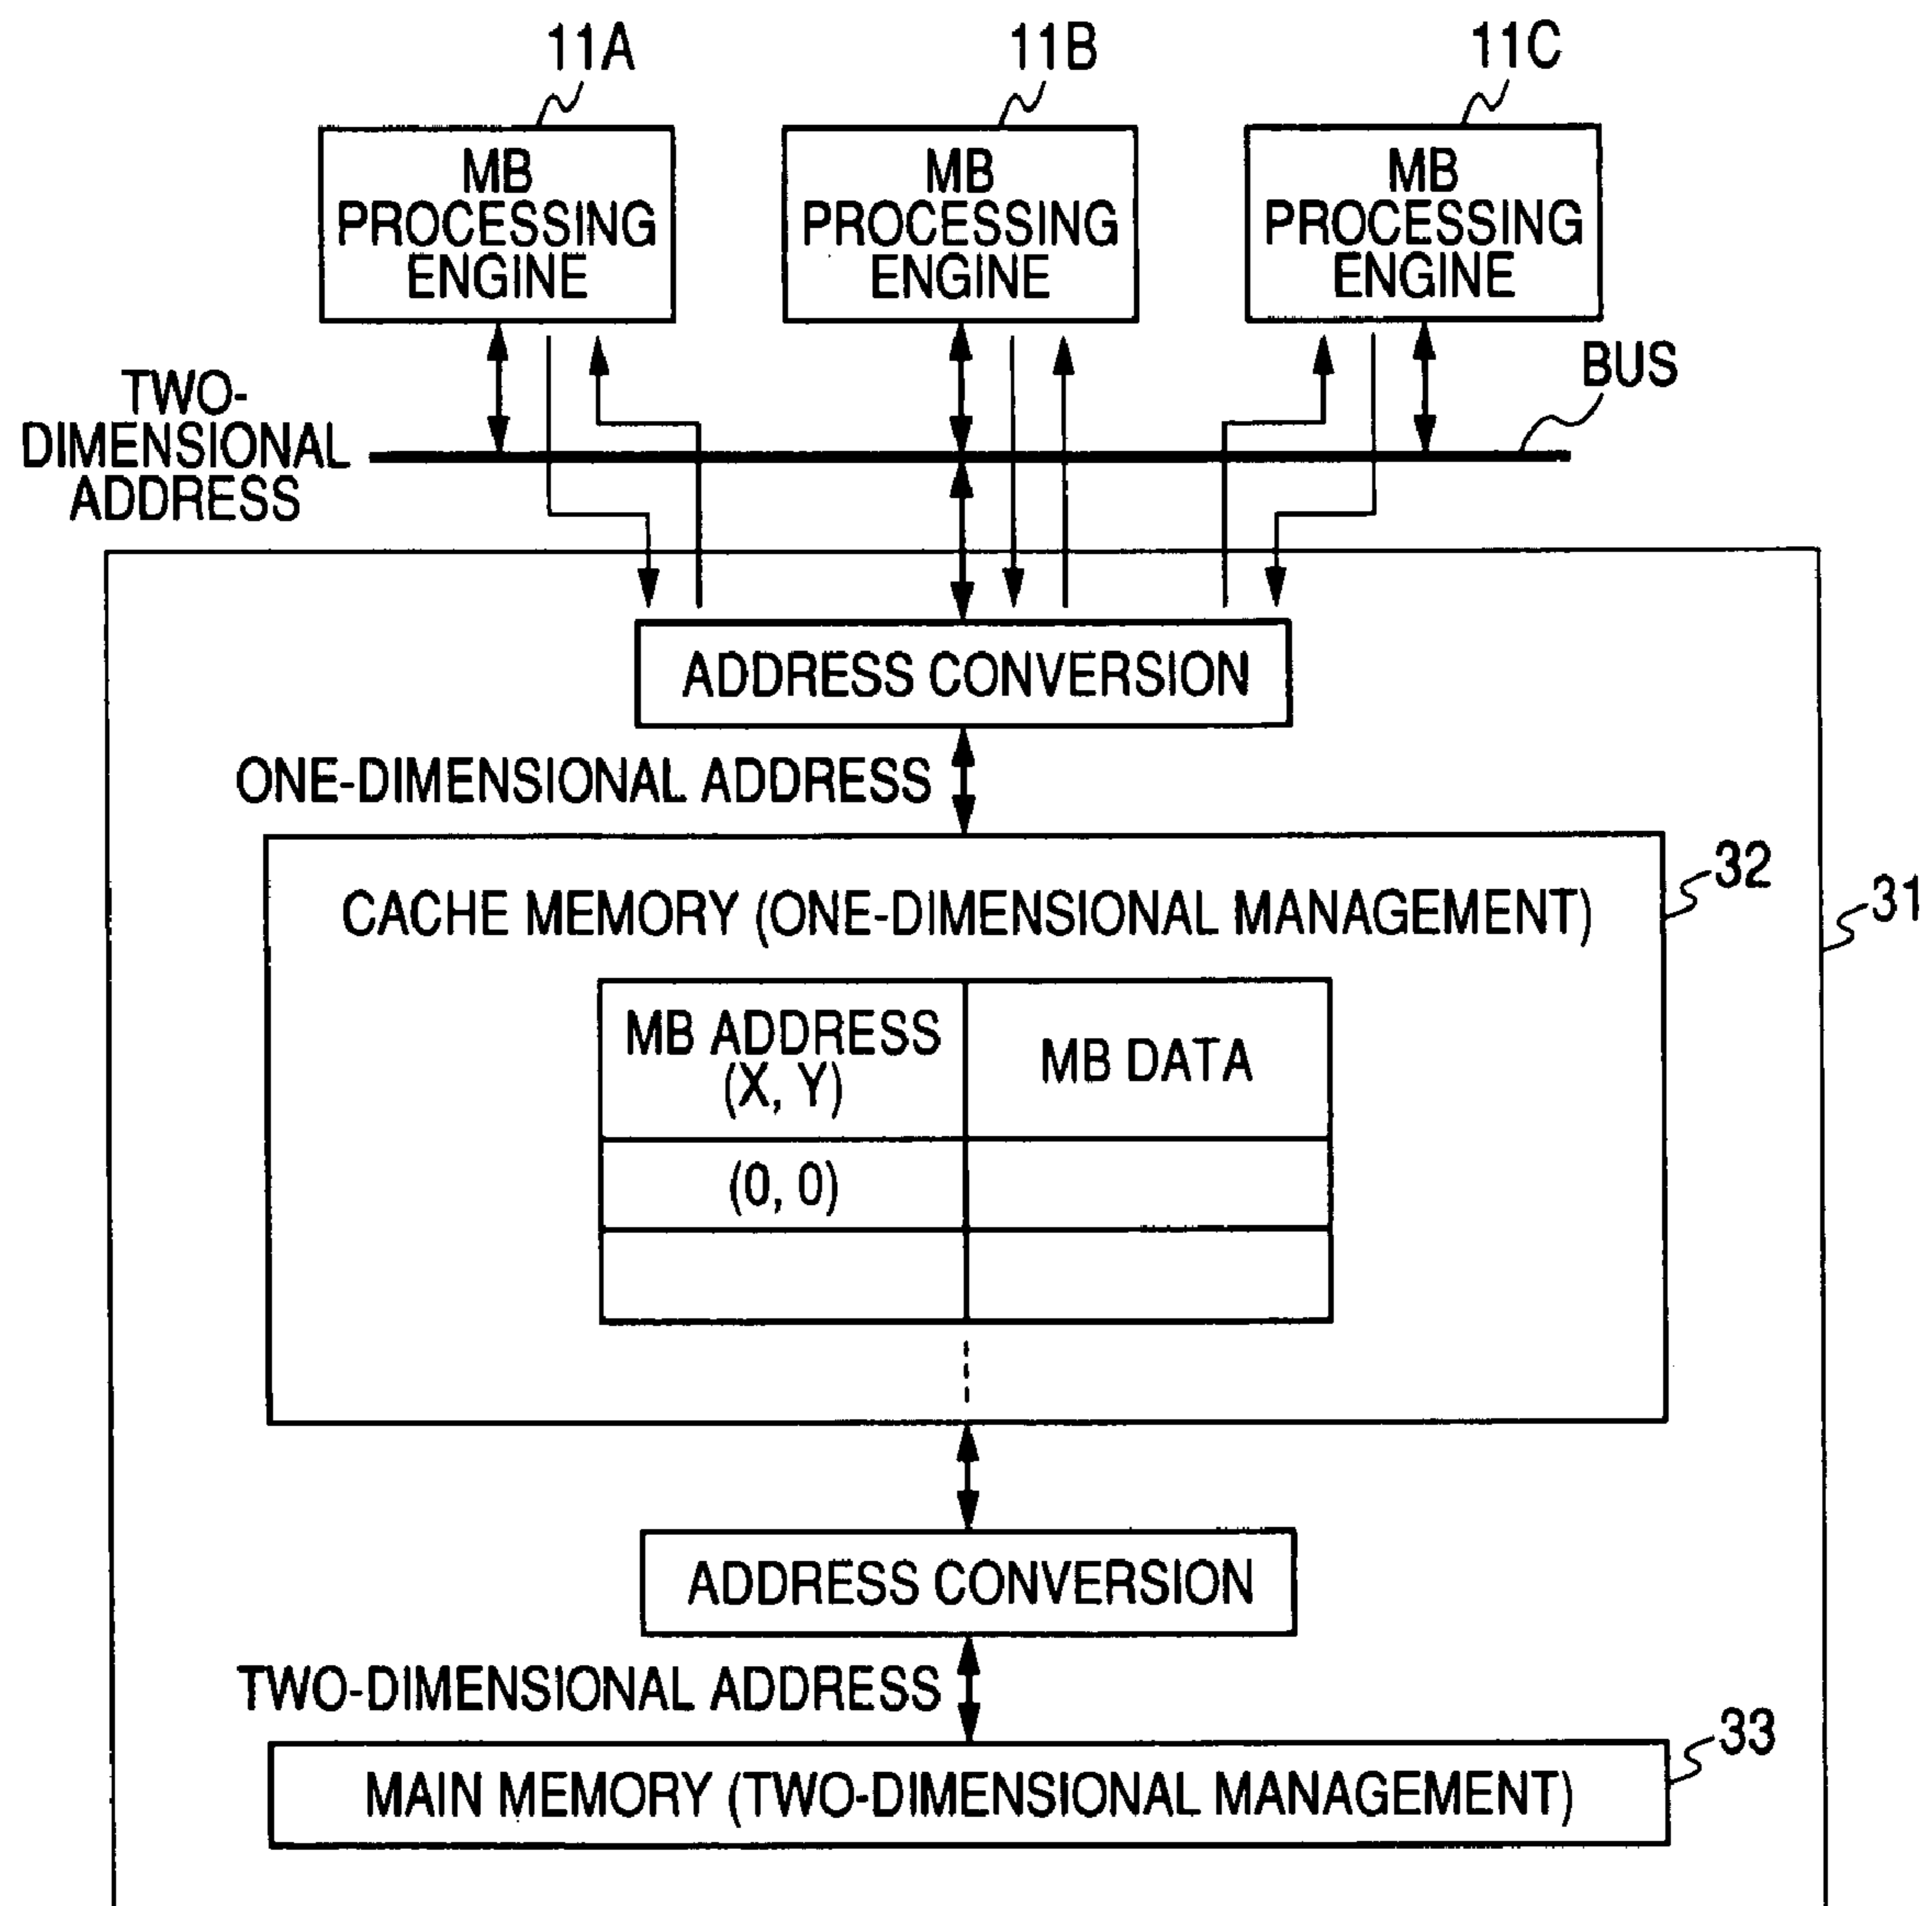 11A
11B
11C
MB
PROCESSING
ENGINE
MB
PROCESSING
ENGINE
MB
PROCESSING
ENGINE
BUS
TWO-
DIMENSIONAL
ADDRESS
ADDRESS CONVERSION
ONE-DIMENSIONAL ADDRESS
32
31
CACHE MEMORY (ONE-DIMENSIONAL MANAGEMENT)
MB ADDRESS
(X, Y)
MB DATA
(0, 0)
ADDRESS CONVERSION
TWO-DIMENSIONAL ADDRESS
33
MAIN MEMORY (TWO-DIMENSIONAL MANAGEMENT)